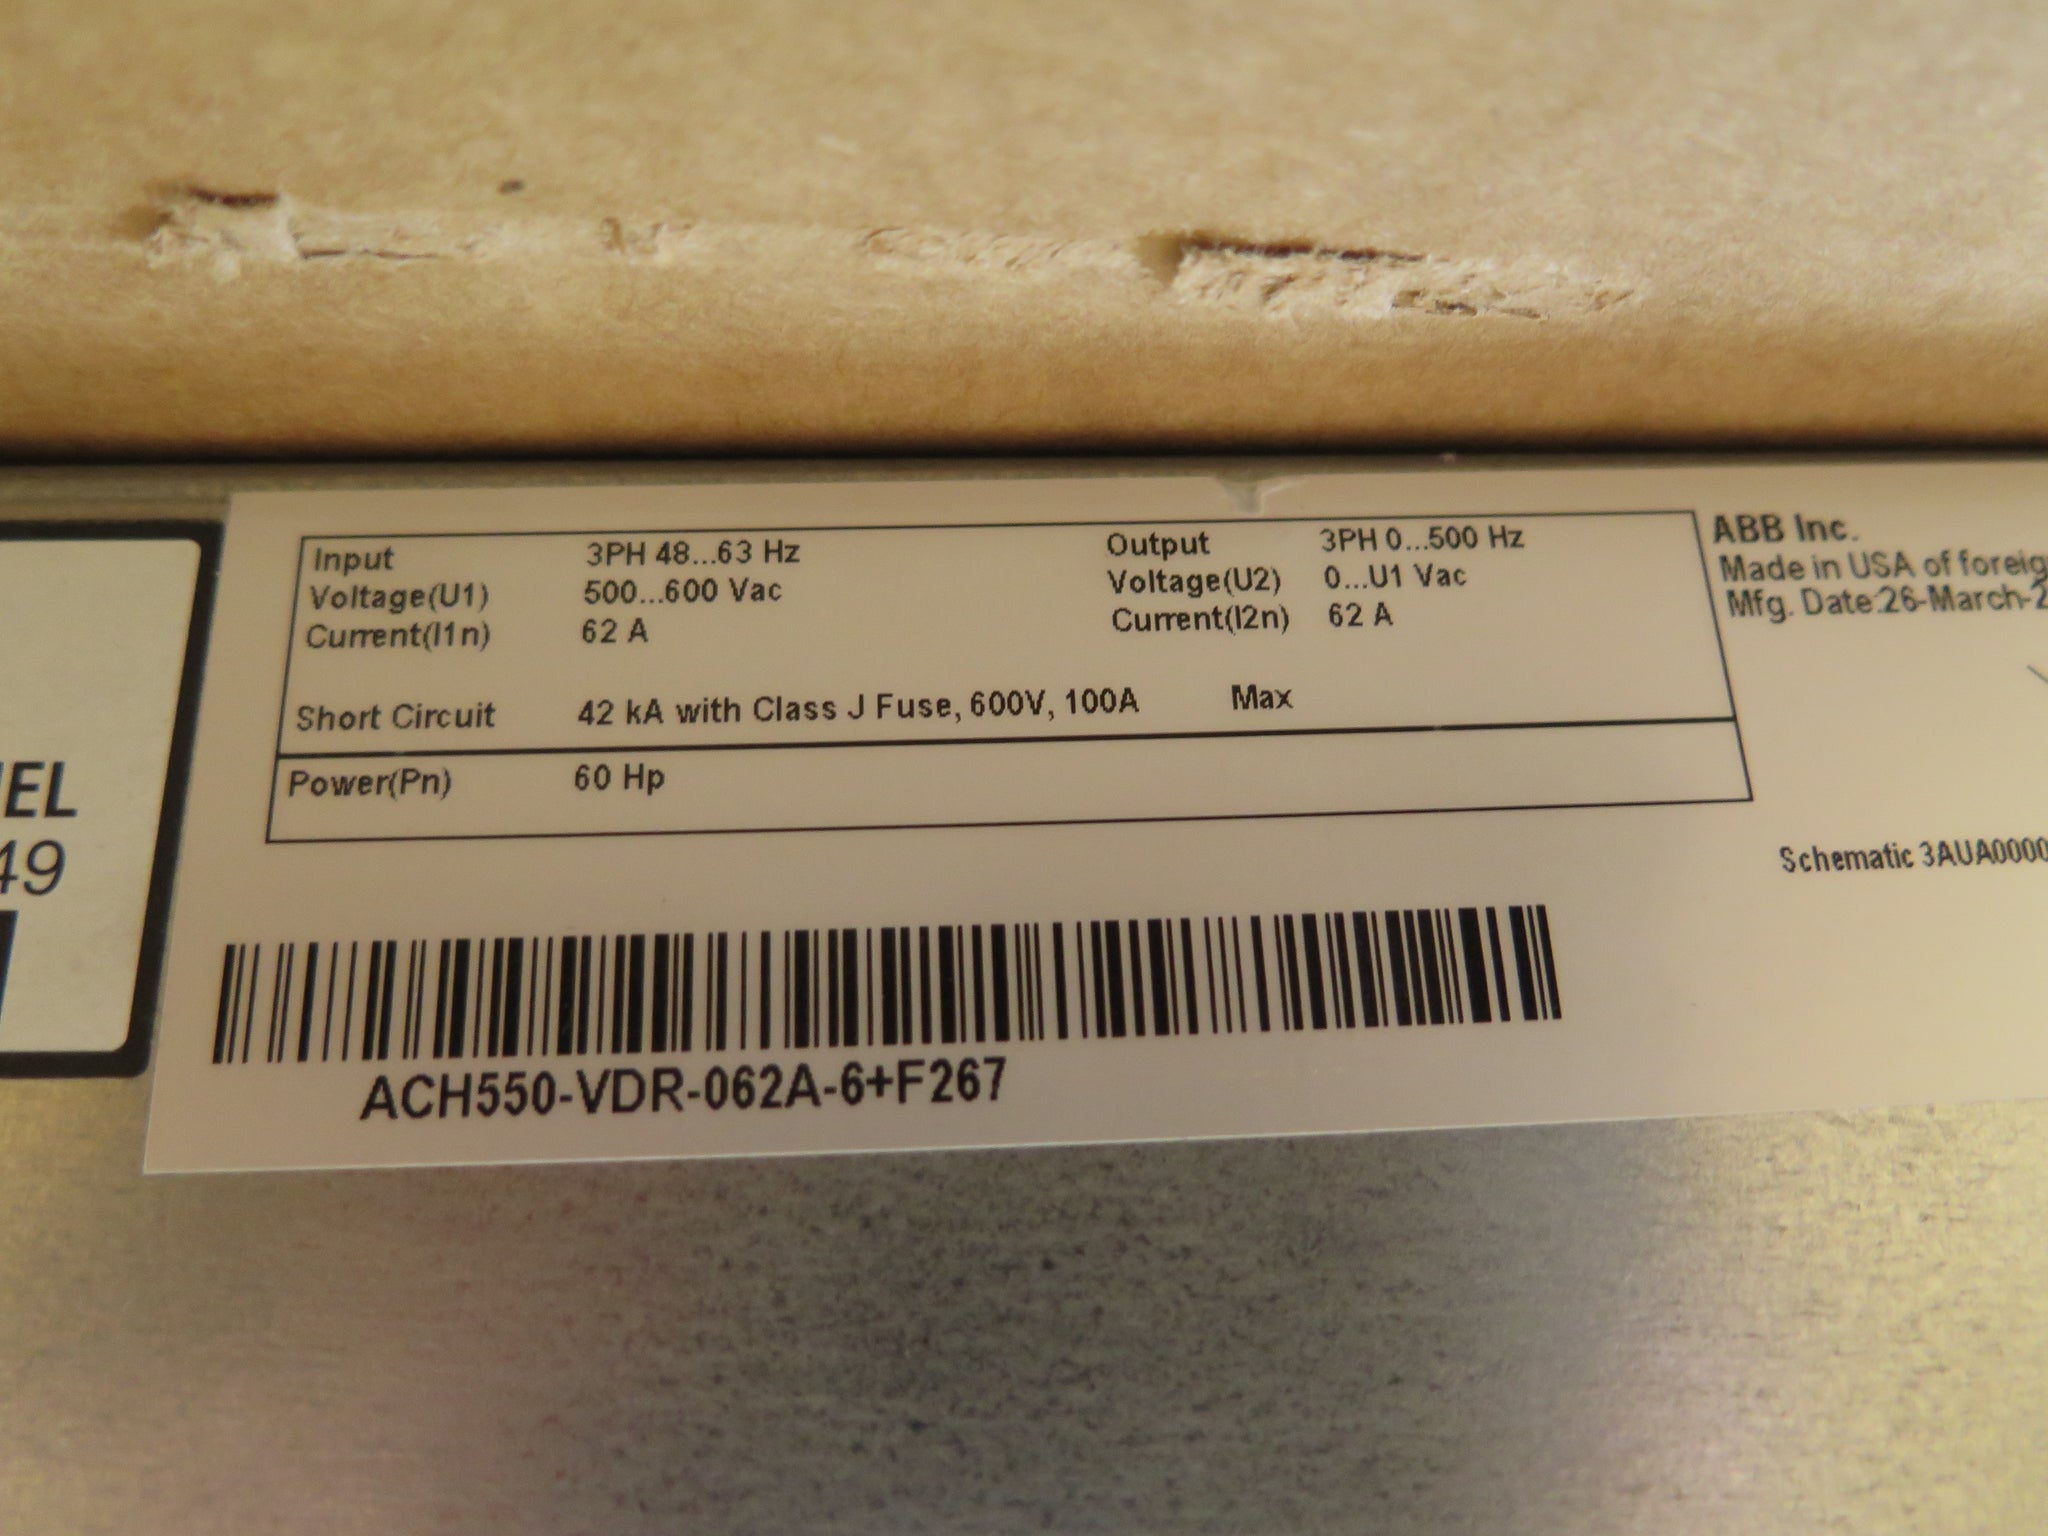 Input 3PH 48...63 Hz Output 3PH 0...500 Hz
Voltage(U1) 500...600 Vac Voltage(U2) 0...U1 Vac
Current(I1n) 62 A Current(I2n) 62 A
Short Circuit 42 kA with Class J Fuse, 600V, 100A Max
Power(Pn) 60 Hp
ABB Inc.
Made in USA of foreig
Mfg. Date:26-March-2
Schematic 3AUA0000
EL
49
ACH550-VDR-062A-6+F267